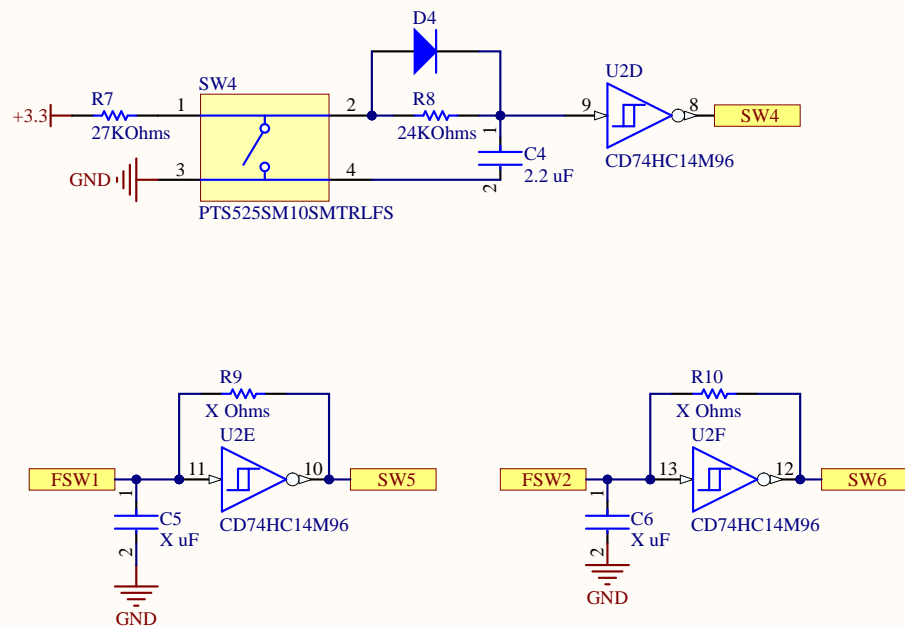 D4
SW4
U2D
+3.3
R7
27KOhms
1
2
R8
24KOhms
1
9
8
SW4
C4
2.2 uF
2
CD74HC14M96
GND
3
4
PTS525SM10SMTRLFS
R9
X Ohms
U2E
FSW1
11
10
SW5
1
C5
X uF
2
CD74HC14M96
GND
R10
X Ohms
U2F
FSW2
13
12
SW6
1
C6
X uF
2
CD74HC14M96
GND